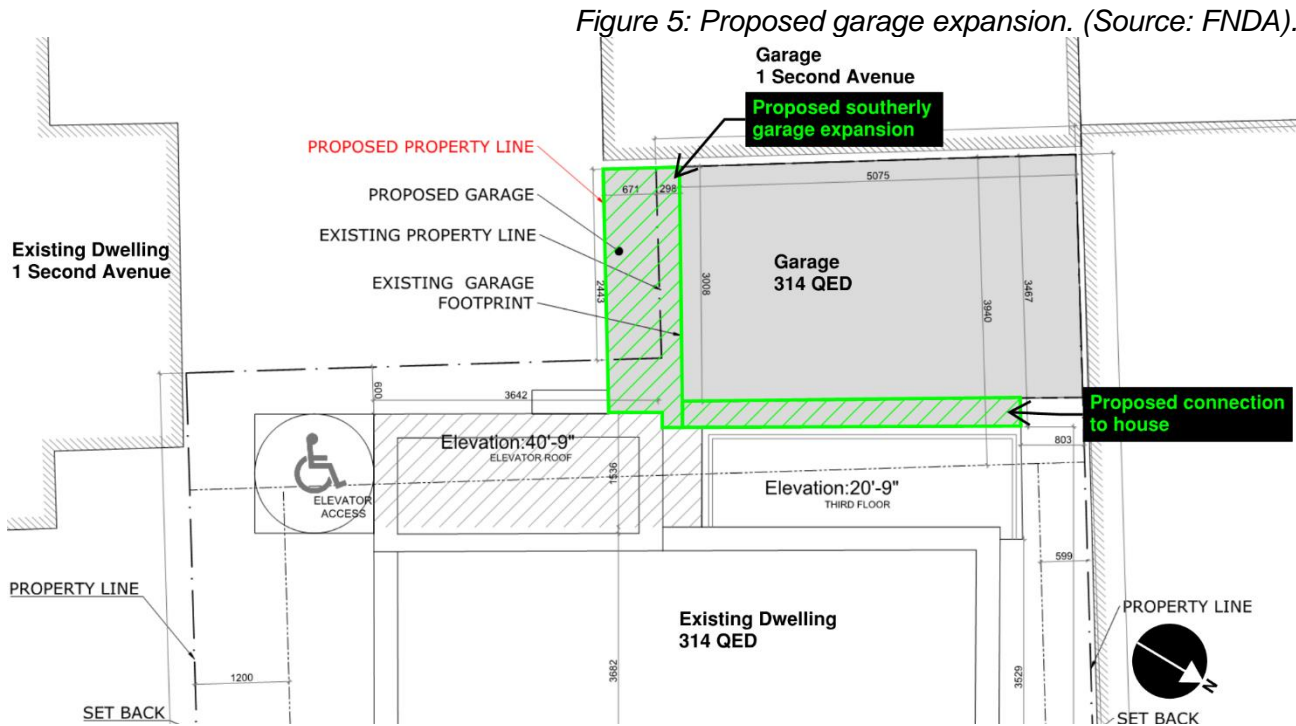 Figure 5: Proposed garage expansion. (Source: FNDA).
Garage
1 Second Avenue
Proposed southerly
garage expansion
PROPOSED PROPERTY LINE
PROPOSED GARAGE
EXISTING PROPERTY LINE
EXISTING GARAGE
FOOTPRINT
671
298
5075
2443
3008
3940
3467
Existing Dwelling
1 Second Avenue
Garage
314 QED
600
3642
Proposed connection
to house
803
Elevation:40'-9"
ELEVATOR ROOF
1536
ELEVATOR
ACCESS
Elevation:20'-9"
THIRD FLOOR
599
PROPERTY LINE
PROPERTY LINE
Existing Dwelling
314 QED
1200
3682
3529
N
SET BACK
SET BACK